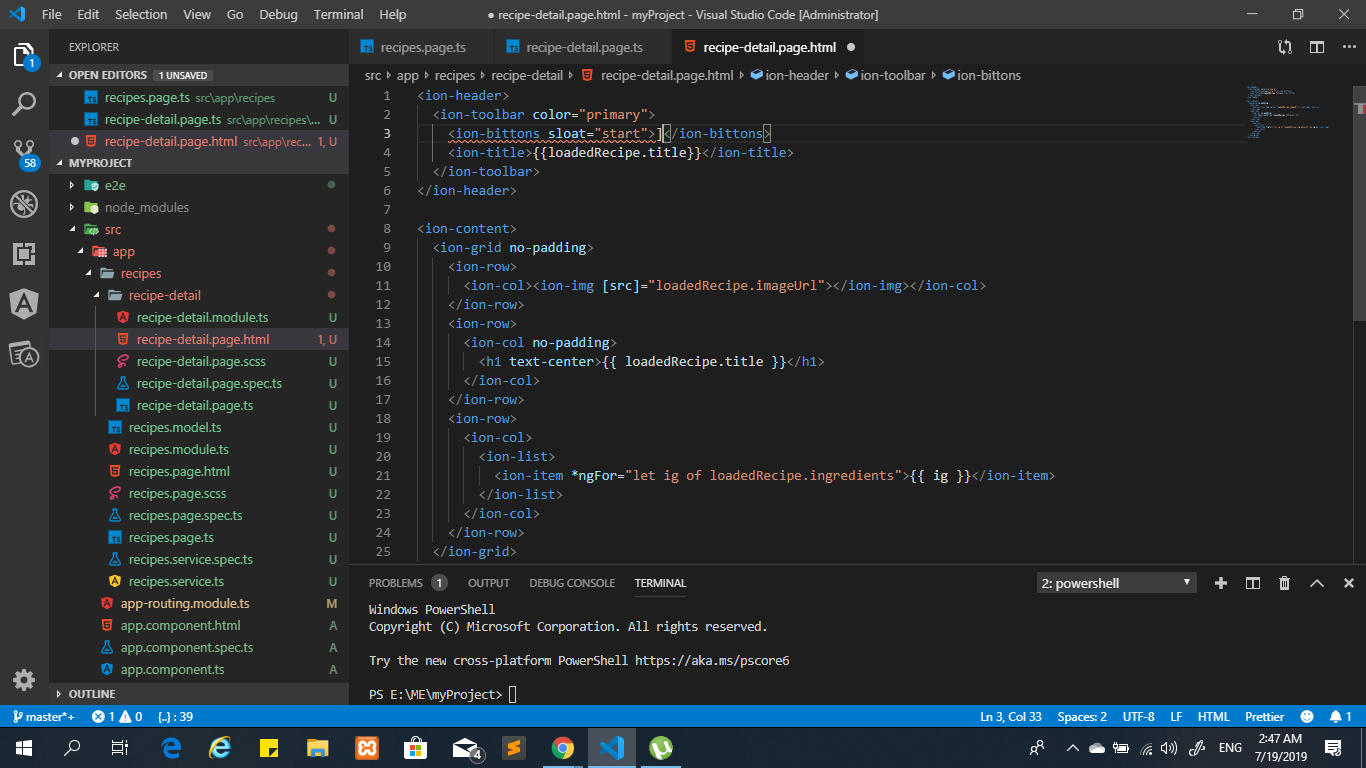 File Edit Selection View Go Debug Terminal Help ● recipe-detail.page.html - myProject - Visual Studio Code [Administrator]
EXPLORER
OPEN EDITORS 1 UNSAVED
recipes.page.ts src\app\recipes U
recipe-detail.page.ts src\app\recipes\... U
recipe-detail.page.html src\app\rec... 1, U
MYPROJECT
e2e
node_modules
src
app
recipes
recipe-detail
recipe-detail.module.ts U
recipe-detail.page.html 1, U
recipe-detail.page.scss U
recipe-detail.page.spec.ts U
recipe-detail.page.ts U
recipes.model.ts U
recipes.module.ts U
recipes.page.html U
recipes.page.scss U
recipes.page.spec.ts U
recipes.page.ts U
recipes.service.spec.ts U
recipes.service.ts U
app-routing.module.ts M
app.component.html A
app.component.spec.ts A
app.component.ts A
OUTLINE
1
58
recipes.page.ts recipe-detail.page.ts recipe-detail.page.html
src app recipes recipe-detail recipe-detail.page.html ion-header ion-toolbar ion-bittons
1 <ion-header>
2 <ion-toolbar color="primary">
3 <ion-bittons sloat="start">]</ion-bittons>
4 <ion-title>{{loadedRecipe.title}}</ion-title>
5 </ion-toolbar>
6 </ion-header>
7
8 <ion-content>
9 <ion-grid no-padding>
10 <ion-row>
11 <ion-col><ion-img [src]="loadedRecipe.imageUrl"></ion-img></ion-col>
12 </ion-row>
13 <ion-row>
14 <ion-col no-padding>
15 <h1 text-center>{{ loadedRecipe.title }}</h1>
16 </ion-col>
17 </ion-row>
18 <ion-row>
19 <ion-col>
20 <ion-list>
21 <ion-item *ngFor="let ig of loadedRecipe.ingredients">{{ ig }}</ion-item>
22 </ion-list>
23 </ion-col>
24 </ion-row>
25 </ion-grid>
PROBLEMS 1 OUTPUT DEBUG CONSOLE TERMINAL 2: powershell
Windows PowerShell
Copyright (C) Microsoft Corporation. All rights reserved.
Try the new cross-platform PowerShell https://aka.ms/pscore6
PS E:\ME\myProject>
master*+ 1 0 {..} : 39 Ln 3, Col 33 Spaces: 2 UTF-8 LF HTML Prettier 1
4 ENG 2:47 AM
7/19/2019